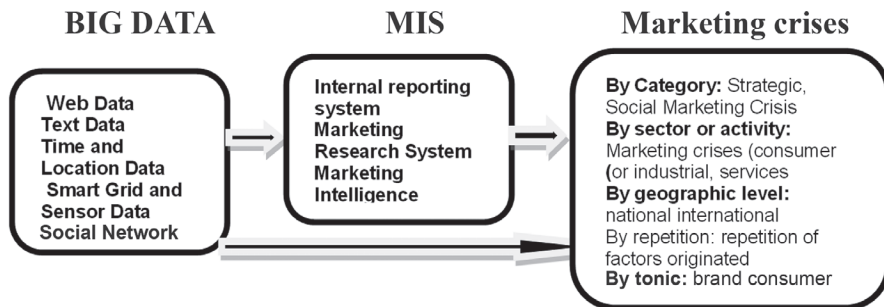 BIG DATA
MIS
Marketing crises
Web Data
Text Data
Time and
Location Data
Smart Grid and
Sensor Data
Social Network
Internal reporting
system
Marketing
Research System
Marketing
Intelligence
By Category: Strategic,
Social Marketing Crisis
By sector or activity:
Marketing crises (consumer
(or industrial, services
By geographic level:
national international
By repetition: repetition of
factors originated
By tonic: brand consumer